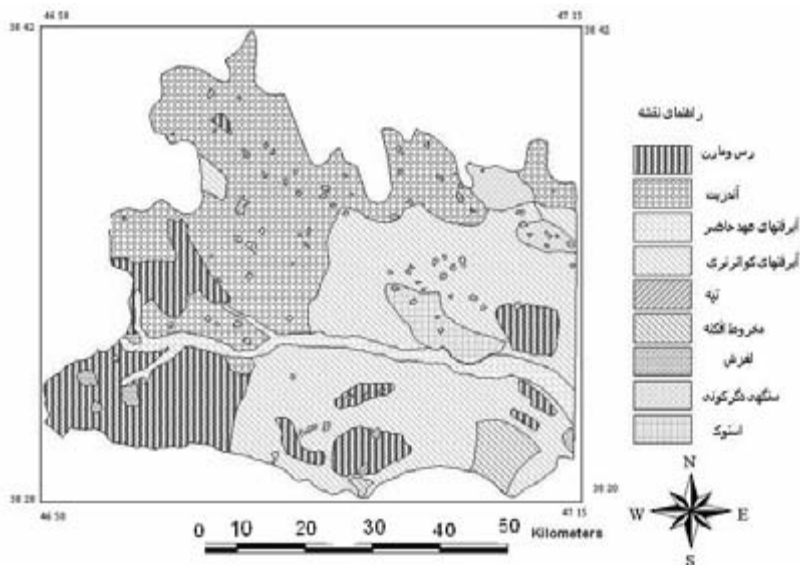 46 50
47 15
38 42
38 42
راهنمای نقشه
رس و مارن
آندزیت
آبرفتهای عهد حاضر
آبرفتهای کواترنری
تپه
مخروط افکنه
لغزش
سنگهای دگرگونی
استوک
38 20
38 20
46 50
47 15
0 10 20 30 40 50 Kilometers
N
W E
S